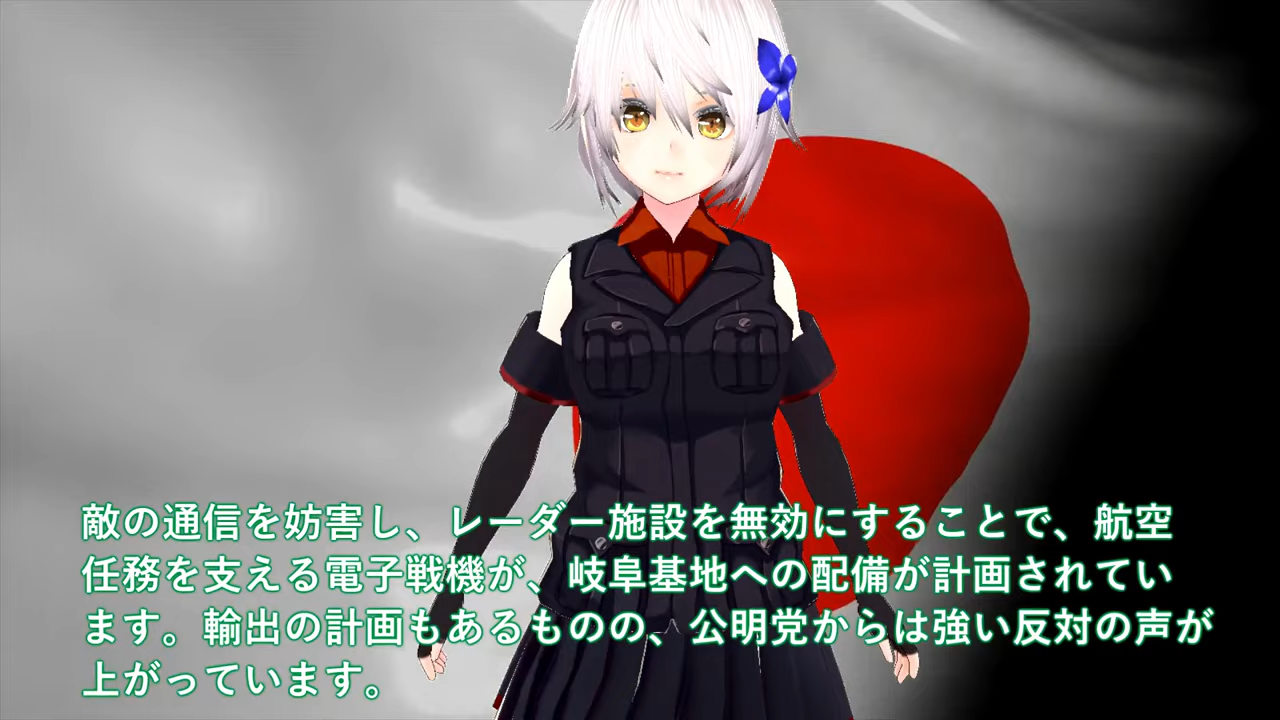 敵の通信を妨害し、レーダー施設を無効にすることで、航空
任務を支える電子戦機が、岐阜基地への配備が計画されてい
ます。輸出の計画もあるものの、公明党からは強い反対の声が
上がっています。